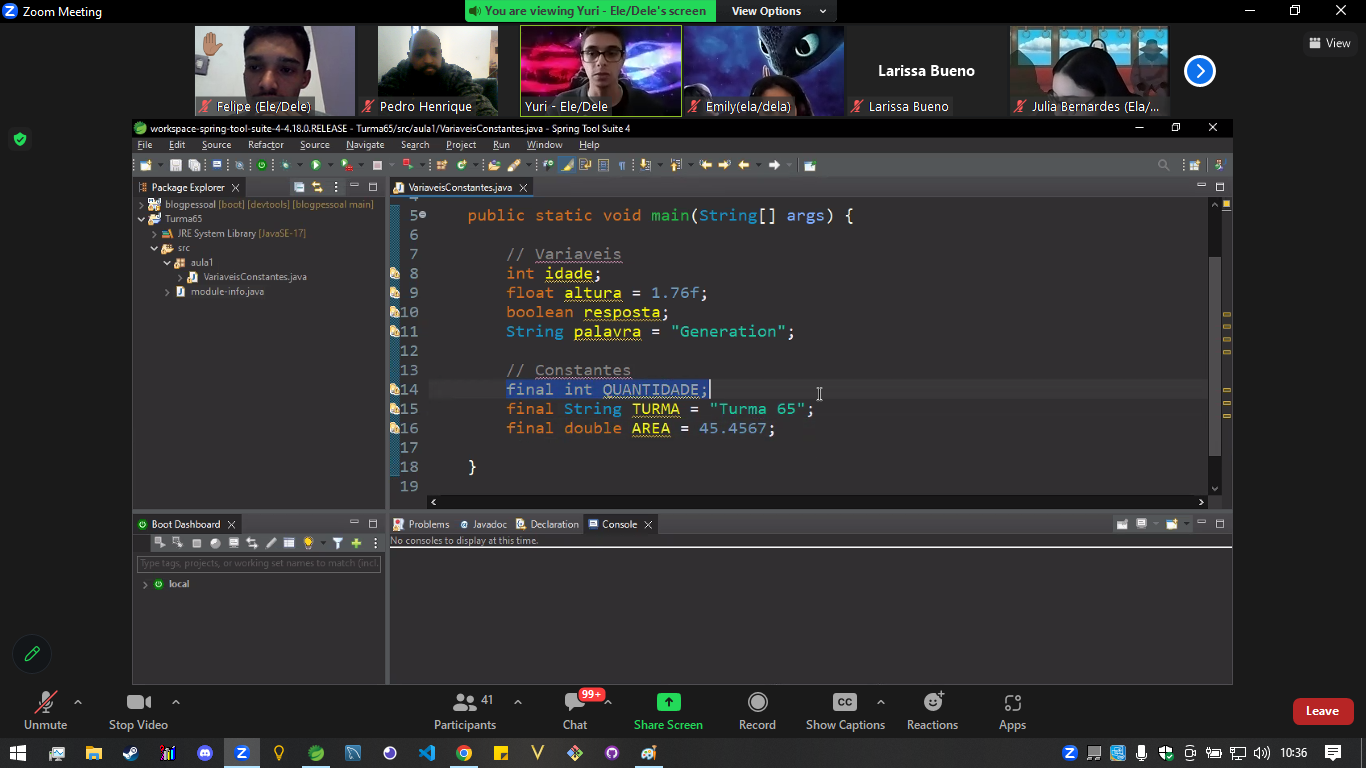 Zoom Meeting
You are viewing Yuri - Ele/Dele's screen
View Options
View
Felipe (Ele/Dele)
Pedro Henrique
Yuri - Ele/Dele
Emily(ela/dela)
Larissa Bueno
Larissa Bueno
Julia Bernardes (Ela/...
workspace-spring-tool-suite-4-4.18.0.RELEASE - Turma65/src/aula1/VariaveisConstantes.java - Spring Tool Suite 4
File Edit Source Refactor Source Navigate Search Project Run Window Help
Package Explorer
blogpessoal [boot] [devtools] [blogpessoal main]
Turma65
JRE System Library [JavaSE-17]
src
aula1
VariaveisConstantes.java
module-info.java
VariaveisConstantes.java
5 public static void main(String[] args) {
6
7 // Variaveis
8 int idade;
9 float altura = 1.76f;
10 boolean resposta;
11 String palavra = "Generation";
12
13 // Constantes
14 final int QUANTIDADE;
15 final String TURMA = "Turma 65";
16 final double AREA = 45.4567;
17
18 }
19
Boot Dashboard
Type tags, projects, or working set names to match (incl.
local
Problems Javadoc Declaration Console
No consoles to display at this time.
Unmute
Stop Video
Participants 41
Chat 99+
Share Screen
Record
Show Captions
Reactions
Apps
Leave
10:36